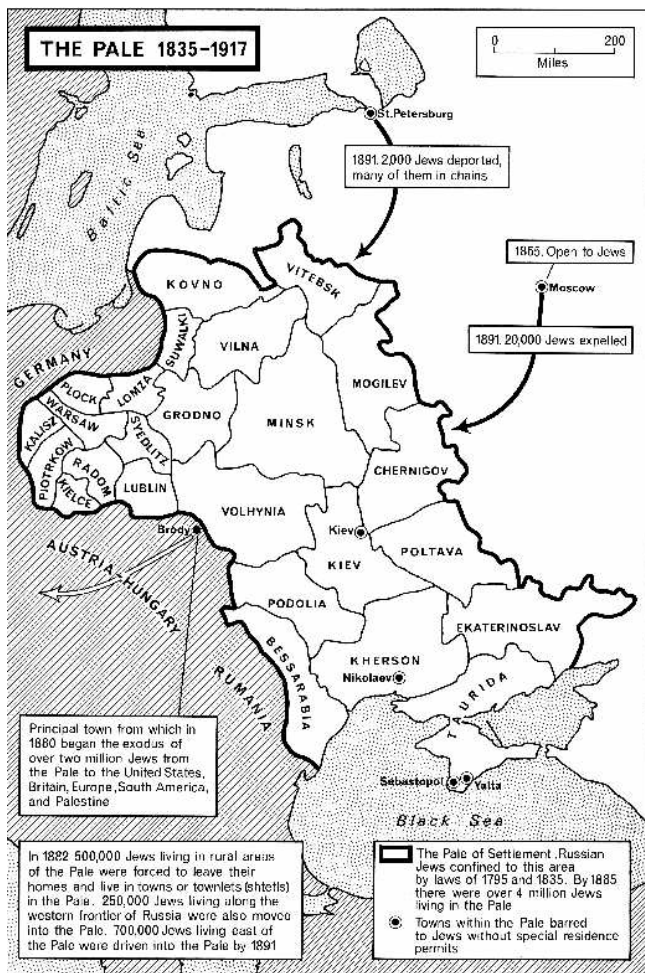 THE PALE 1835–1917
0 200
Miles
St. Petersburg
1891. 2,000 Jews deported,
many of them in chains
Baltic Sea
1865. Open to Jews
Moscow
1891. 20,000 Jews expelled
KOVNO
VITEBSK
SUWALKI
VILNA
GERMANY
MOGILEV
PLOCK
LOMZA
GRODNO
MINSK
WARSAW
KALISZ
SYEDLITZ
PIOTRKOW
RADOM
KIELCE
LUBLIN
CHERNIGOV
VOLHYNIA
Brody
Kiev
KIEV
POLTAVA
AUSTRIA-HUNGARY
PODOLIA
EKATERINOSLAV
BESSARABIA
KHERSON
Nikolaev
RUMANIA
TAURIDA
Sebastopol
Yalta
Black Sea
Principal town from which in
1880 began the exodus of
over two million Jews from
the Pale to the United States,
Britain, Europe, South America,
and Palestine
In 1882 500,000 Jews living in rural areas
of the Pale were forced to leave their
homes and live in towns or townlets (shtetls)
in the Pale. 250,000 Jews living along the
western frontier of Russia were also moved
into the Pale. 700,000 Jews living east of
the Pale were driven into the Pale by 1891
The Pale of Settlement. Russian
Jews confined to this area
by laws of 1795 and 1835. By 1885
there were over 4 million Jews
living in the Pale
Towns within the Pale barred
to Jews without special residence
permits